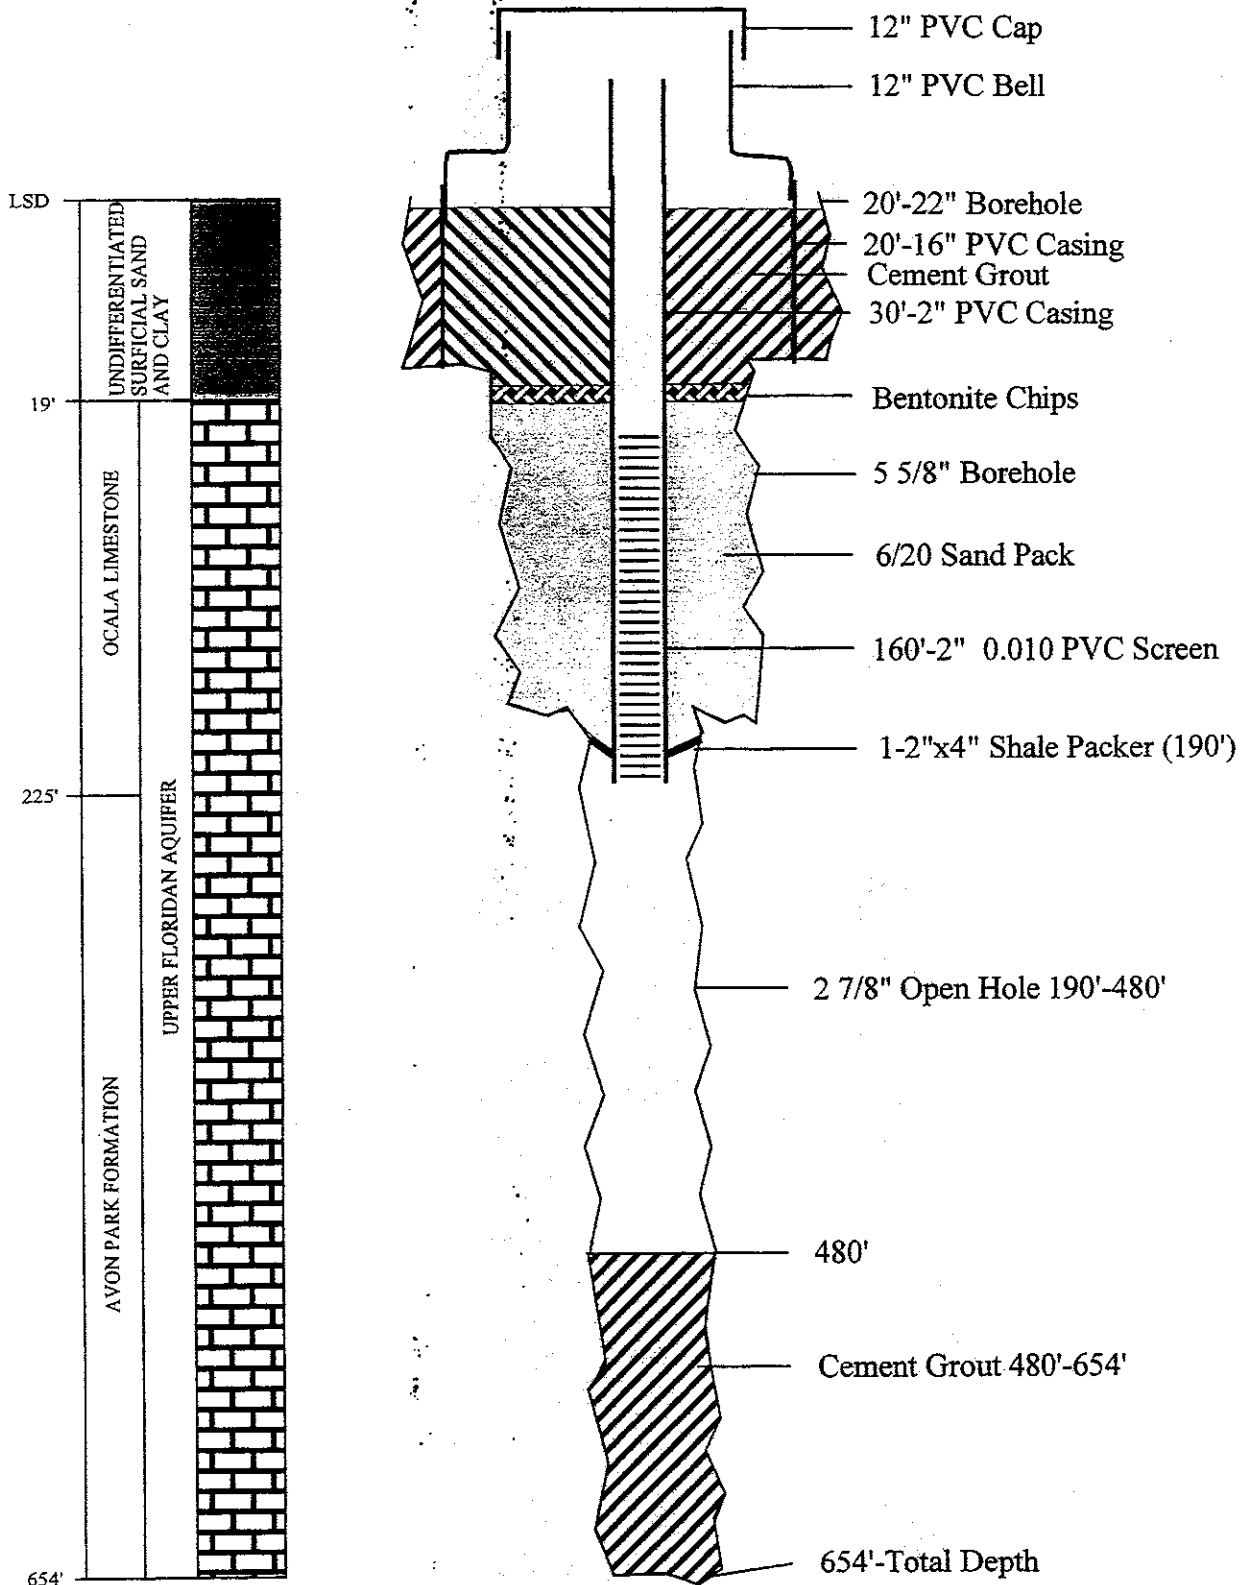 12" PVC Cap
12" PVC Bell
LSD
20'-22" Borehole
20'-16" PVC Casing
Cement Grout
30'-2" PVC Casing
UNDIFFERENTIATED
SURFICIAL SAND
AND CLAY
19'
Bentonite Chips
5 5/8" Borehole
OCALA LIMESTONE
6/20 Sand Pack
160'-2" 0.010 PVC Screen
1-2"x4" Shale Packer (190')
225'
UPPER FLORIDAN AQUIFER
2 7/8" Open Hole 190'-480'
AVON PARK FORMATION
480'
Cement Grout 480'-654'
654'-Total Depth
654'